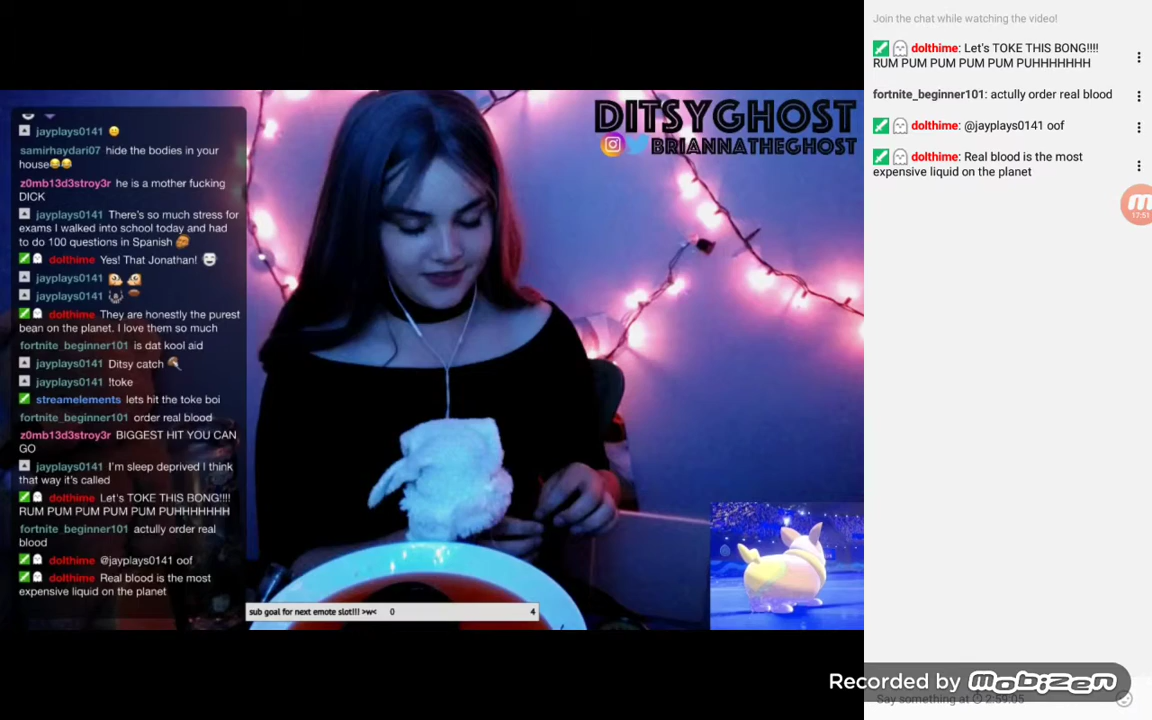 jayplays0141
samirhaydari07 hide the bodies in your
house😂😂
z0mb13d3stroy3r he is a mother fucking
DICK
jayplays0141 There's so much stress for
exams I walked into school today and had
to do 100 questions in Spanish
dolthime Yes! That Jonathan!
jayplays0141
jayplays0141
dolthime They are honestly the purest
bean on the planet. I love them so much
fortnite_beginner101 is dat kool aid
jayplays0141 Ditsy catch
jayplays0141 !toke
streamelements lets hit the toke boi
fortnite_beginner101 order real blood
z0mb13d3stroy3r BIGGEST HIT YOU CAN
GO
jayplays0141 I'm sleep deprived I think
that way it's called
dolthime Let's TOKE THIS BONG!!!!
RUM PUM PUM PUM PUM PUHHHHHHH
fortnite_beginner101 actully order real
blood
dolthime @jayplays0141 oof
dolthime Real blood is the most
expensive liquid on the planet
DITSYGHOST
BRIANNATHEGHOST
sub goal for next emote slot!!! >w< 0 4
Join the chat while watching the video!
dolthime: Let's TOKE THIS BONG!!!!
RUM PUM PUM PUM PUM PUHHHHHHH
fortnite_beginner101: actully order real blood
dolthime: @jayplays0141 oof
dolthime: Real blood is the most
expensive liquid on the planet
17:51
Recorded by mobizen
Say something at 2:59:05